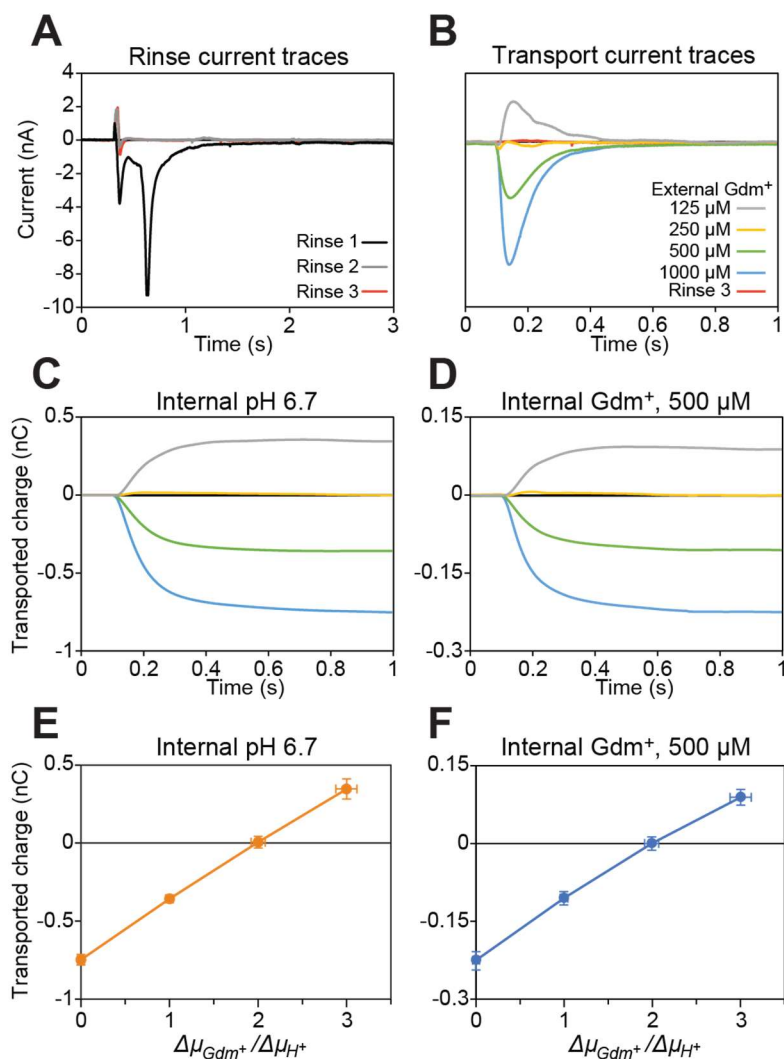 A
Rinse current traces
Current (nA)
4
2
0
-2
-4
-6
-8
-10
Rinse 1
Rinse 2
Rinse 3
0
1
2
3
Time (s)
B
Transport current traces
External Gdm⁺
125 µM
250 µM
500 µM
1000 µM
Rinse 3
0
0.2
0.4
0.6
0.8
1
Time (s)
C
Internal pH 6.7
Transported charge (nC)
0.5
0
-0.5
-1
0
0.2
0.4
0.6
0.8
1
Time (s)
D
Internal Gdm⁺, 500 µM
0.15
0
-0.15
-0.3
0
0.2
0.4
0.6
0.8
1
Time (s)
E
Internal pH 6.7
Transported charge (nC)
0.5
0
-0.5
-1
0
1
2
3
Δμ_Gdm⁺/Δμ_H⁺
F
Internal Gdm⁺, 500 µM
0.15
0
-0.15
-0.3
0
1
2
3
Δμ_Gdm⁺/Δμ_H⁺